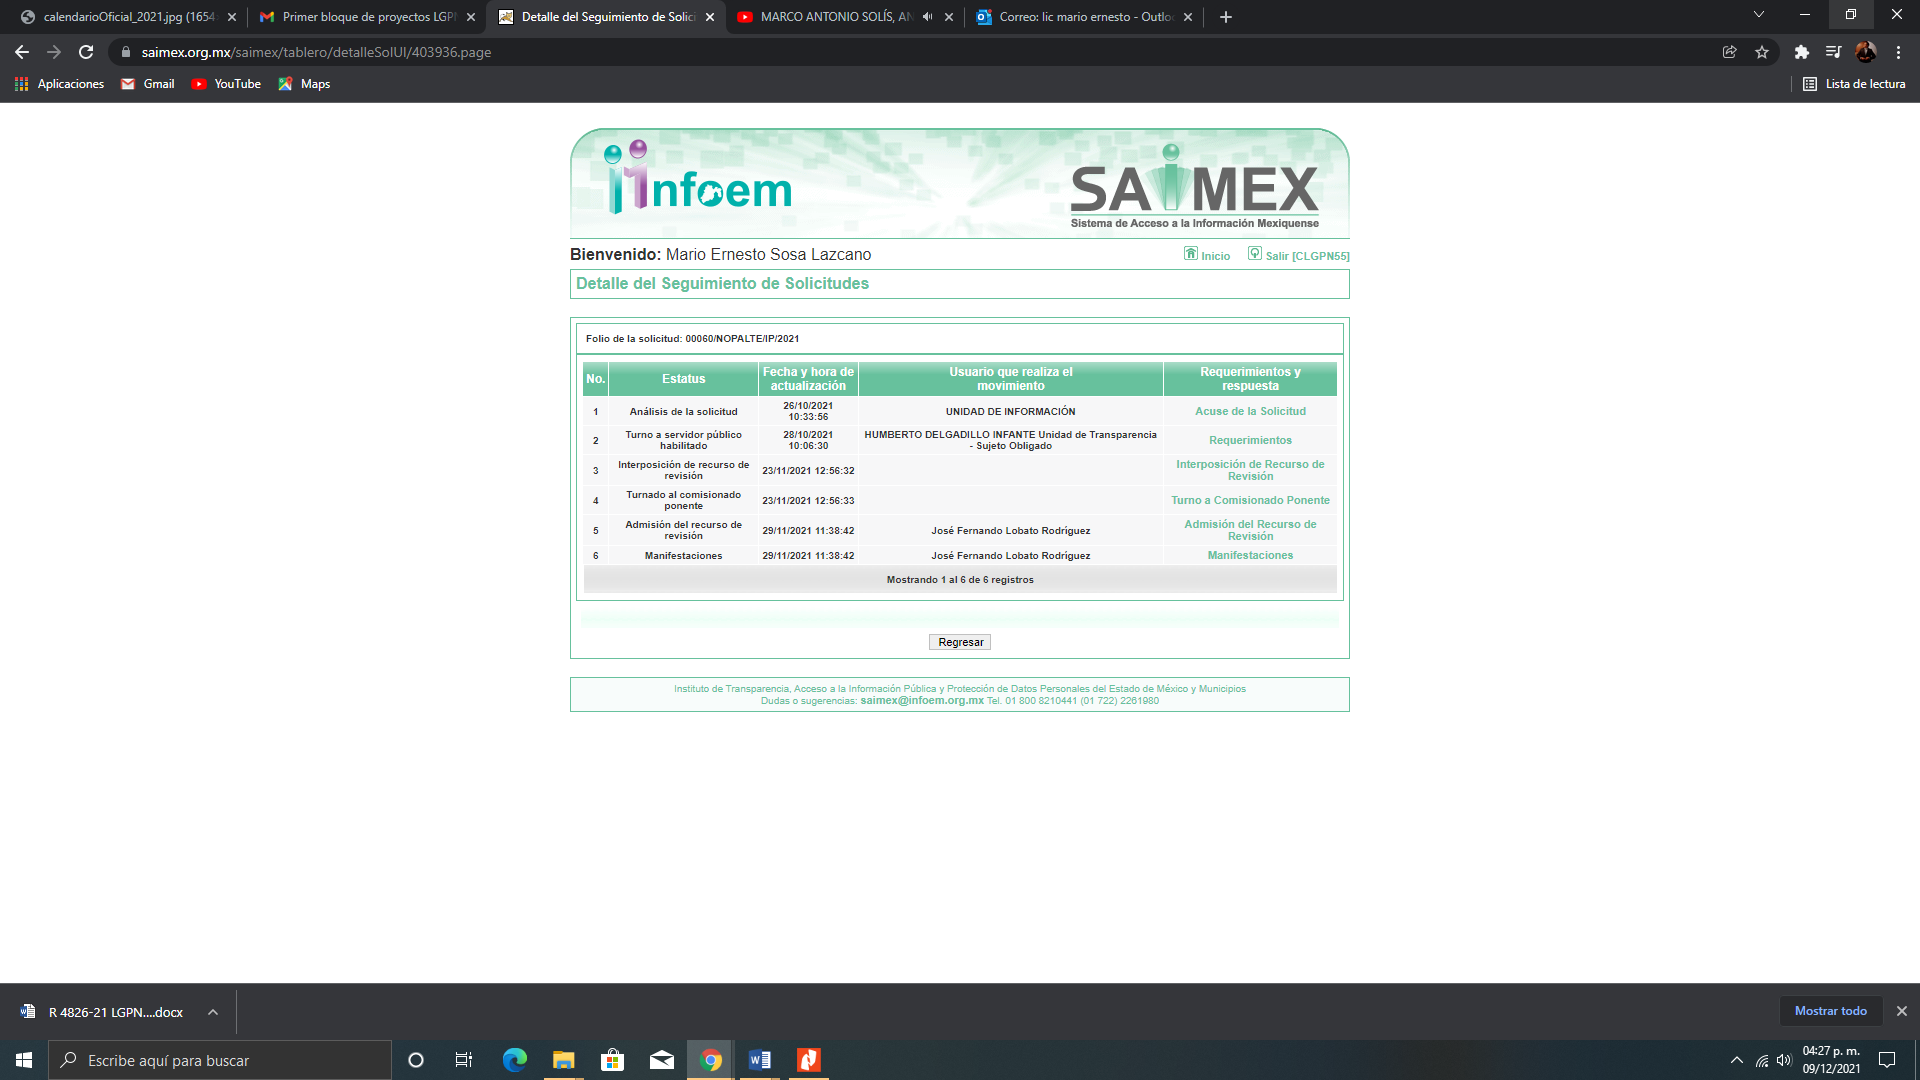 calendarioOficial_2021.jpg (1654
Primer bloque de proyectos LGP
Detalle del Seguimiento de Solici
MARCO ANTONIO SOLÍS, AN
Correo: lic mario ernesto - Outlo
saimex.org.mx/saimex/tablero/detalleSolUI/403936.page
Aplicaciones
Gmail
YouTube
Maps
Lista de lectura
infoem
SAIMEX
Sistema de Acceso a la Información Mexiquense
Bienvenido: Mario Ernesto Sosa Lazcano
Inicio
Salir [CLGPN55]
Detalle del Seguimiento de Solicitudes
Folio de la solicitud: 00060/NOPALTE/IP/2021
No. Estatus Fecha y hora de actualización Usuario que realiza el movimiento Requerimientos y respuesta
1 Análisis de la solicitud 26/10/2021 10:33:56 UNIDAD DE INFORMACIÓN Acuse de la Solicitud
2 Turno a servidor público habilitado 28/10/2021 10:06:30 HUMBERTO DELGADILLO INFANTE Unidad de Transparencia - Sujeto Obligado Requerimientos
3 Interposición de recurso de revisión 23/11/2021 12:56:32 Interposición de Recurso de Revisión
4 Turnado al comisionado ponente 23/11/2021 12:56:33 Turno a Comisionado Ponente
5 Admisión del recurso de revisión 29/11/2021 11:38:42 José Fernando Lobato Rodríguez Admisión del Recurso de Revisión
6 Manifestaciones 29/11/2021 11:38:42 José Fernando Lobato Rodríguez Manifestaciones
Mostrando 1 al 6 de 6 registros
Regresar
Instituto de Transparencia, Acceso a la Información Pública y Protección de Datos Personales del Estado de México y Municipios
Dudas o sugerencias: saimex@infoem.org.mx Tel. 01 800 8210441 (01 722) 2261980
R 4826-21 LGPN....docx
Mostrar todo
Escribe aquí para buscar
04:27 p. m.
09/12/2021